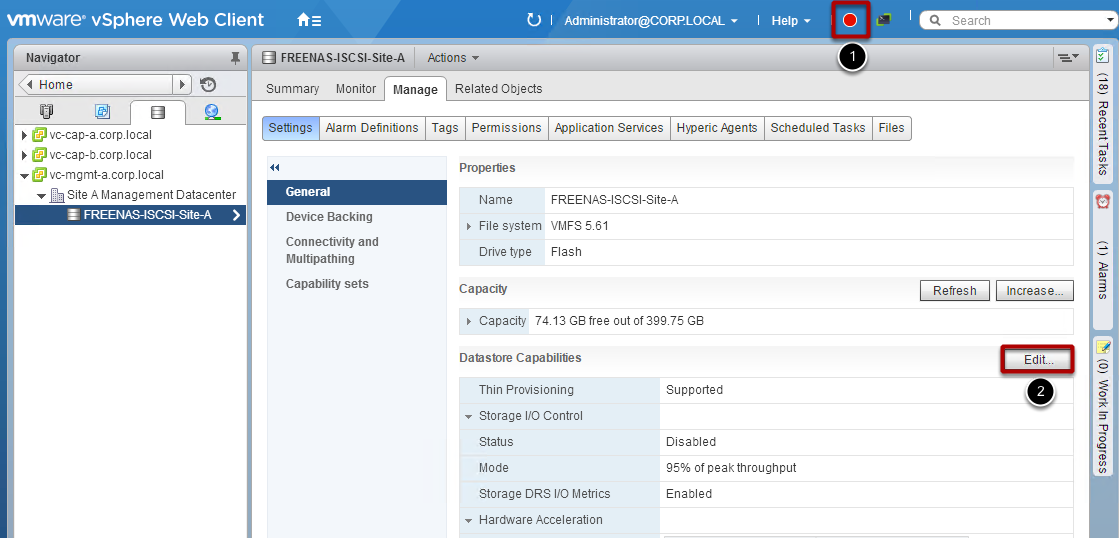 vmware® vSphere Web Client
Administrator@CORP.LOCAL
Help
Search
1
Navigator
Home
vc-cap-a.corp.local
vc-cap-b.corp.local
vc-mgmt-a.corp.local
Site A Management Datacenter
FREENAS-ISCSI-Site-A
FREENAS-ISCSI-Site-A Actions
Summary Monitor Manage Related Objects
Settings Alarm Definitions Tags Permissions Application Services Hyperic Agents Scheduled Tasks Files
General
Device Backing
Connectivity and
Multipathing
Capability sets
Properties
Name FREENAS-ISCSI-Site-A
File system VMFS 5.61
Drive type Flash
Capacity Refresh Increase...
Capacity 74.13 GB free out of 399.75 GB
Datastore Capabilities Edit...
2
Thin Provisioning Supported
Storage I/O Control
Status Disabled
Mode 95% of peak throughput
Storage DRS I/O Metrics Enabled
Hardware Acceleration
(18) Recent Tasks
(1) Alarms
(0) Work In Progress